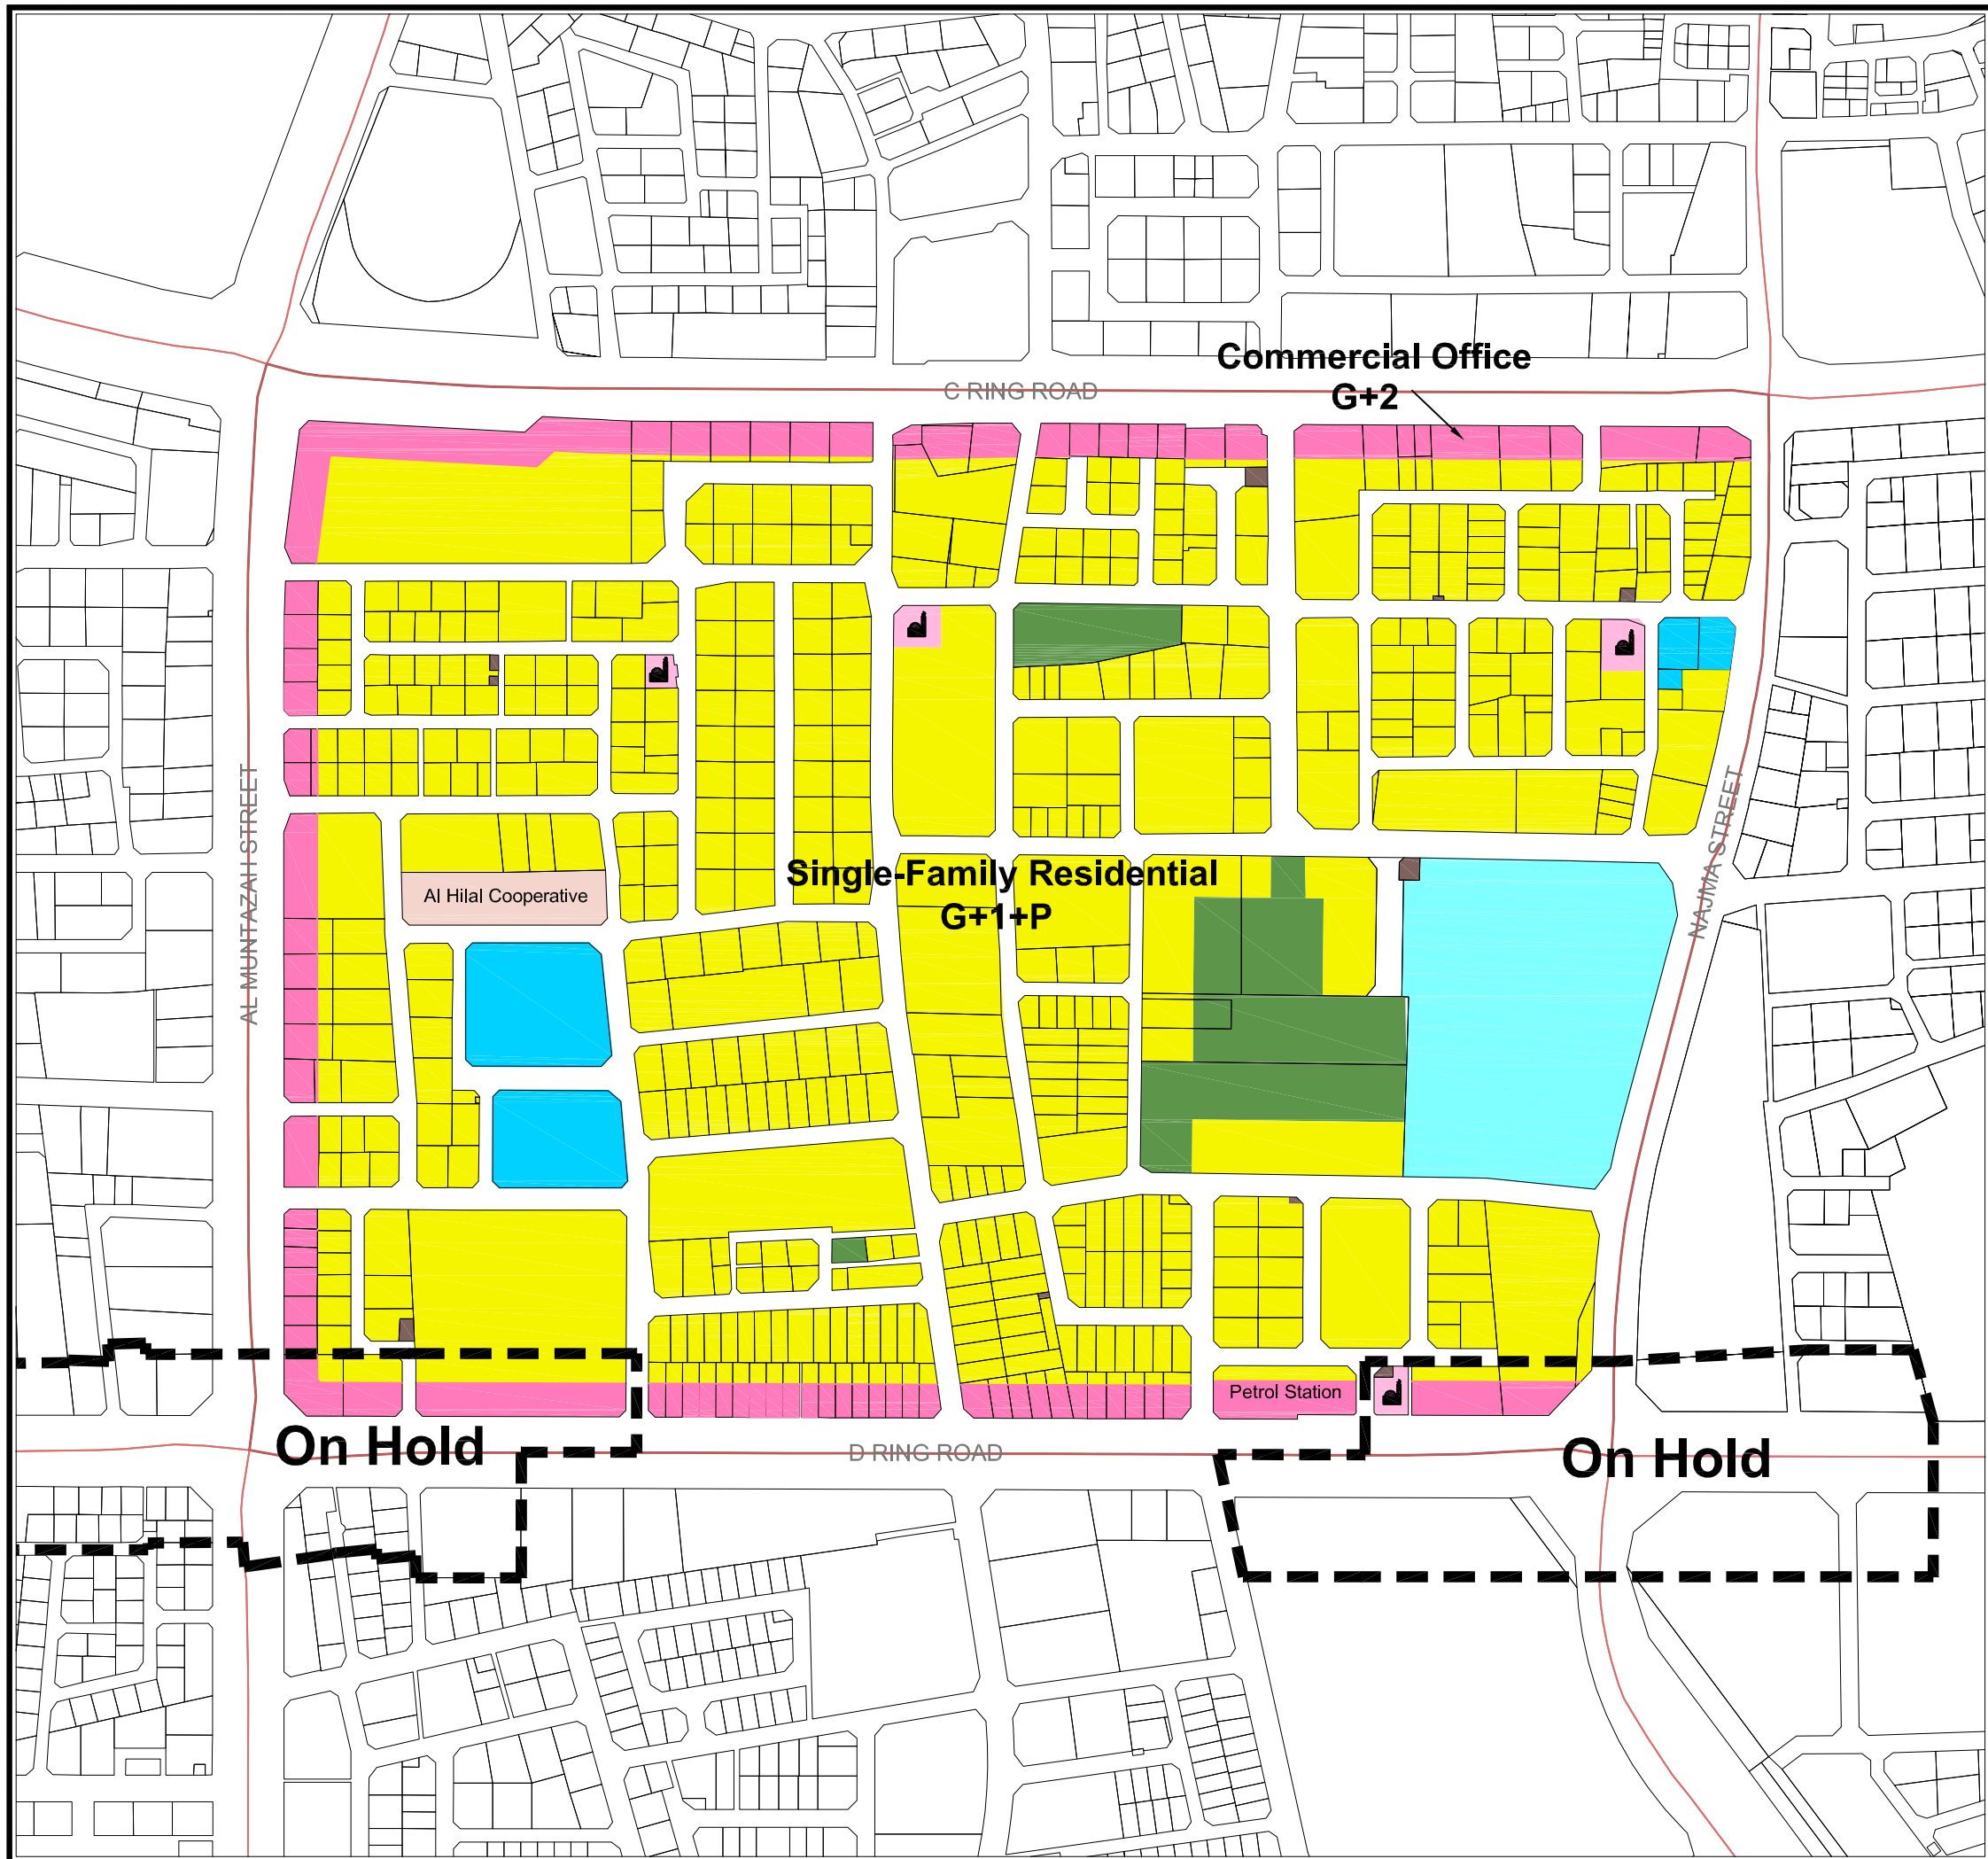 Commercial Office
G+2
C RING ROAD
AL MUNTAZAH STREET
NAJMA STREET
Single-Family Residential
G+1+P
Al Hilal Cooperative
Petrol Station
On Hold
D RING ROAD
On Hold